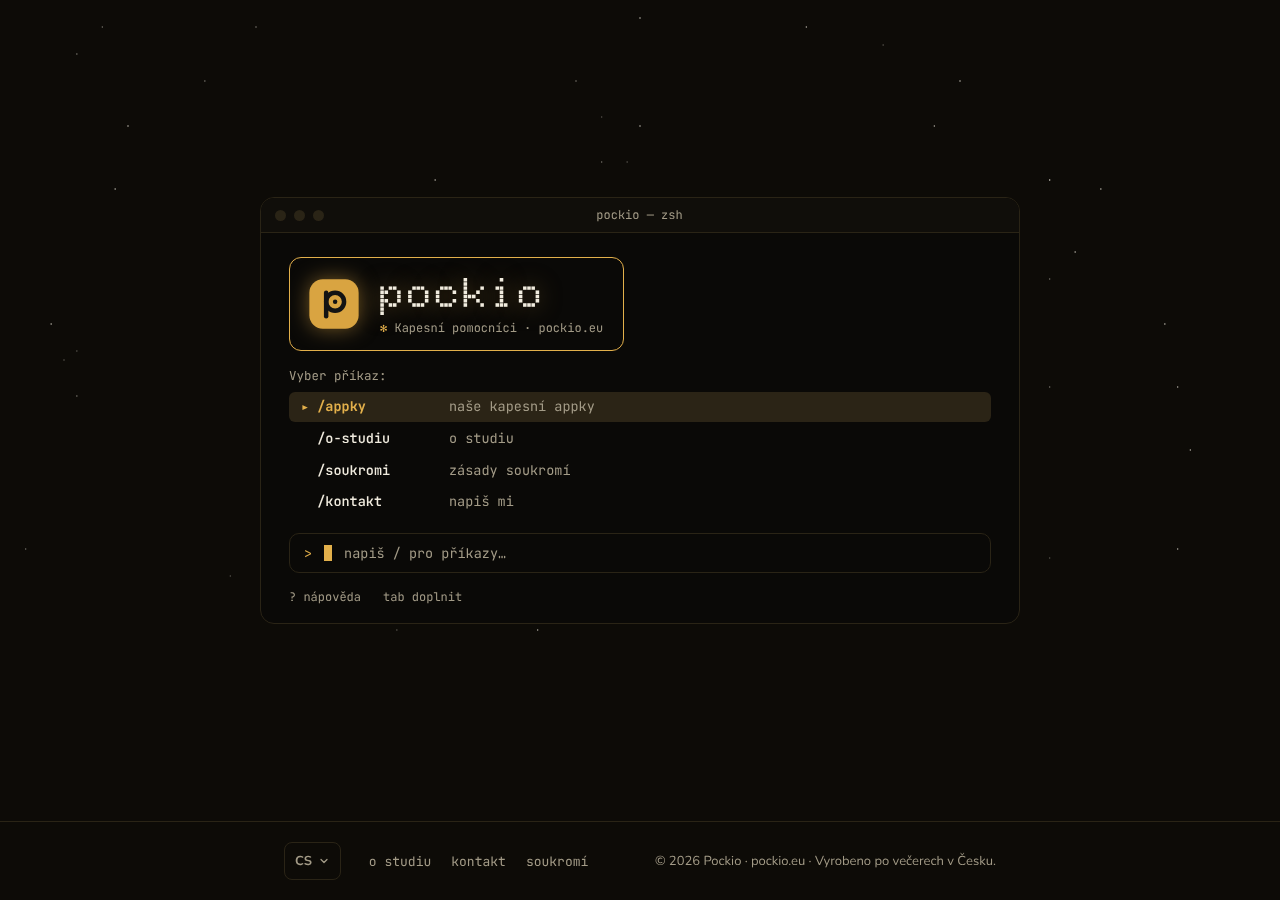 pockio — zsh
pockio
✻ Kapesní pomocníci · pockio.eu
Vyber příkaz:
▸ /appky naše kapesní appky
/o-studiu o studiu
/soukromi zásady soukromí
/kontakt napiš mi
> napiš / pro příkazy…
? nápověda tab doplnit
CS o studiu kontakt soukromí © 2026 Pockio · pockio.eu · Vyrobeno po večerech v Česku.